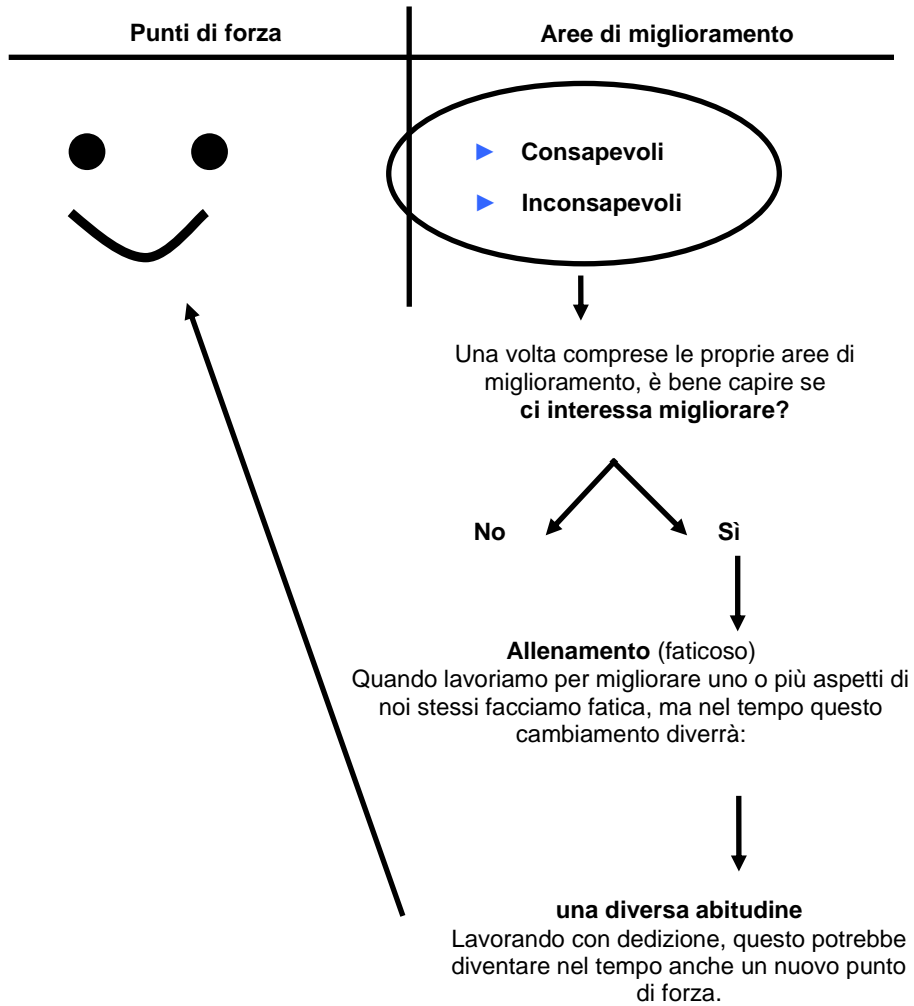 Punti di forza
Aree di miglioramento
Consapevoli
Inconsapevoli
Una volta comprese le proprie aree di
miglioramento, è bene capire se
ci interessa migliorare?
No
Sì
Allenamento (faticoso)
Quando lavoriamo per migliorare uno o più aspetti di
noi stessi facciamo fatica, ma nel tempo questo
cambiamento diverrà:
una diversa abitudine
Lavorando con dedizione, questo potrebbe
diventare nel tempo anche un nuovo punto
di forza.